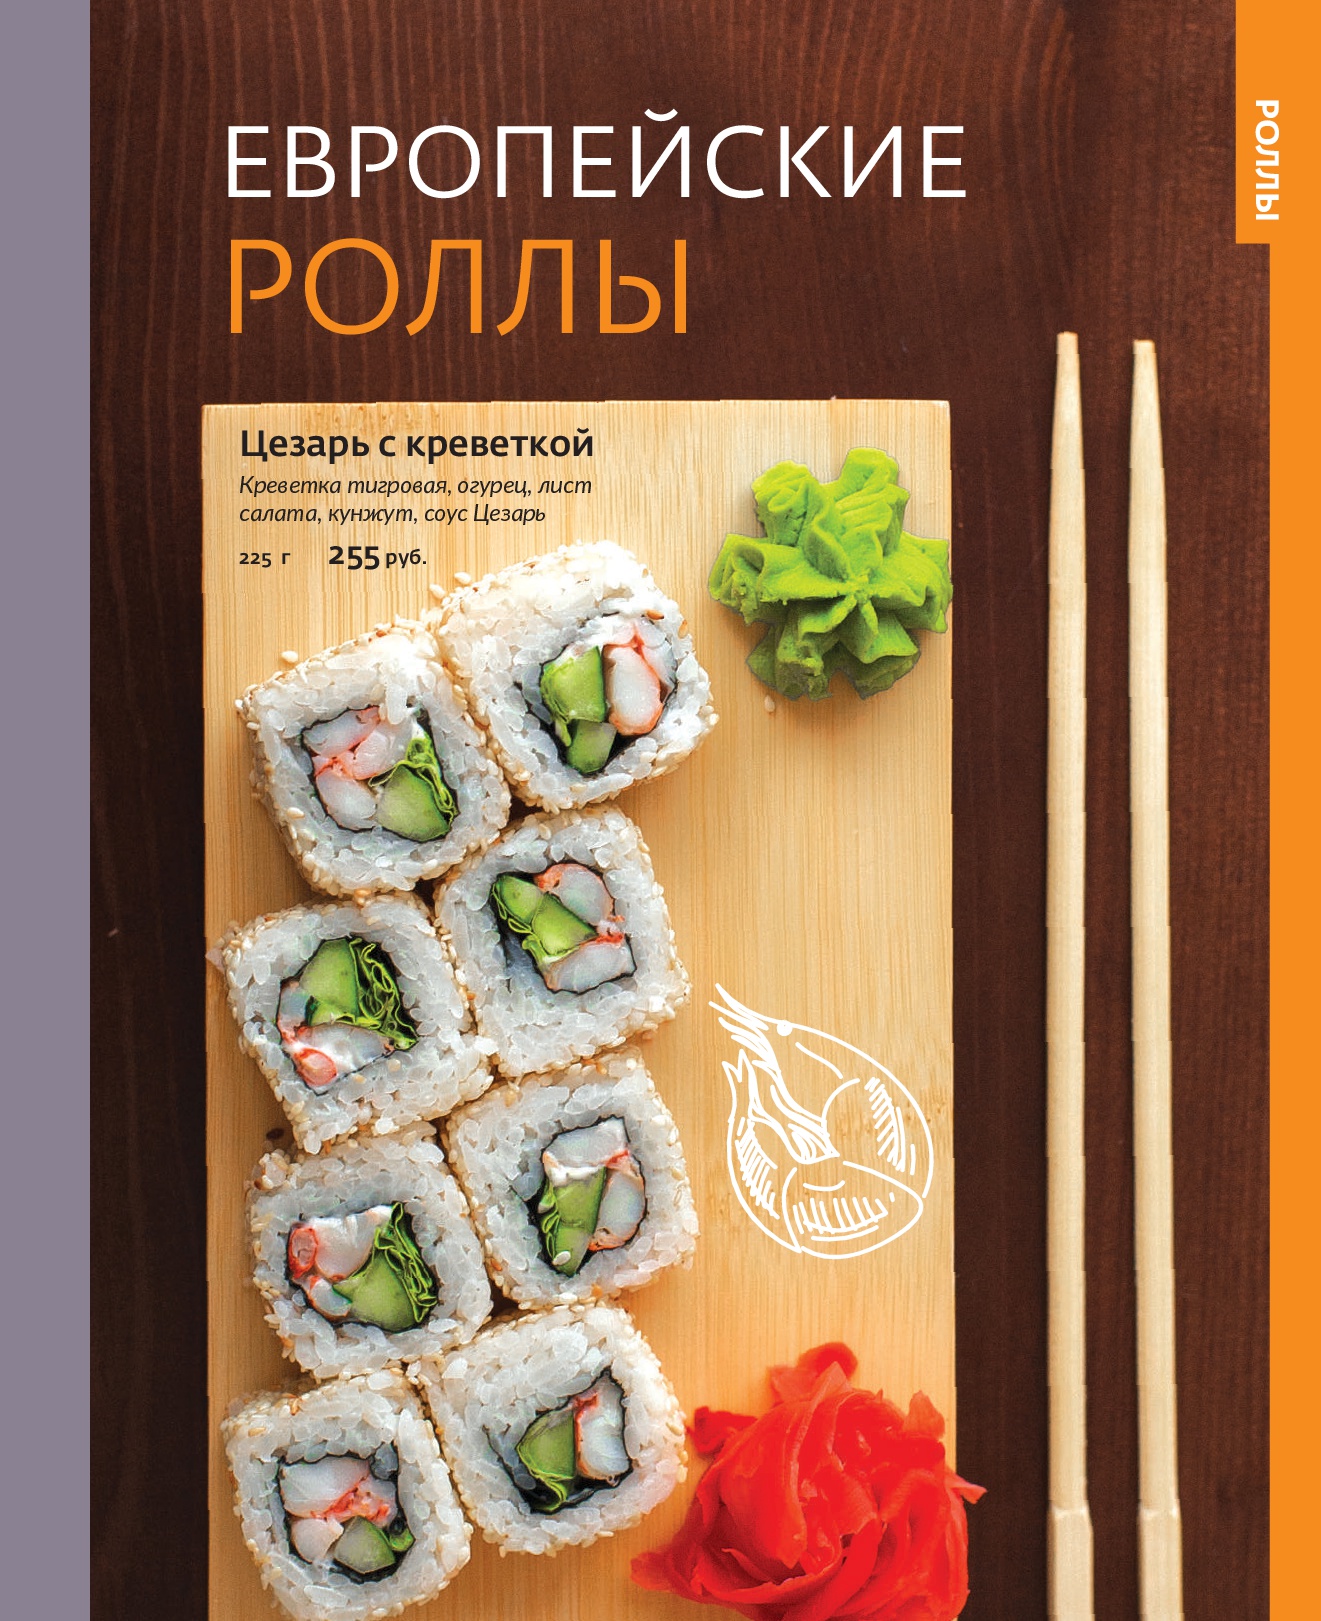 ЕВРОПЕЙСКИЕ
РОЛЛЫ
РОЛЛЫ
Цезарь с креветкой
Креветка тигровая, огурец, лист
салата, кунжут, соус Цезарь
225 г 255 руб.